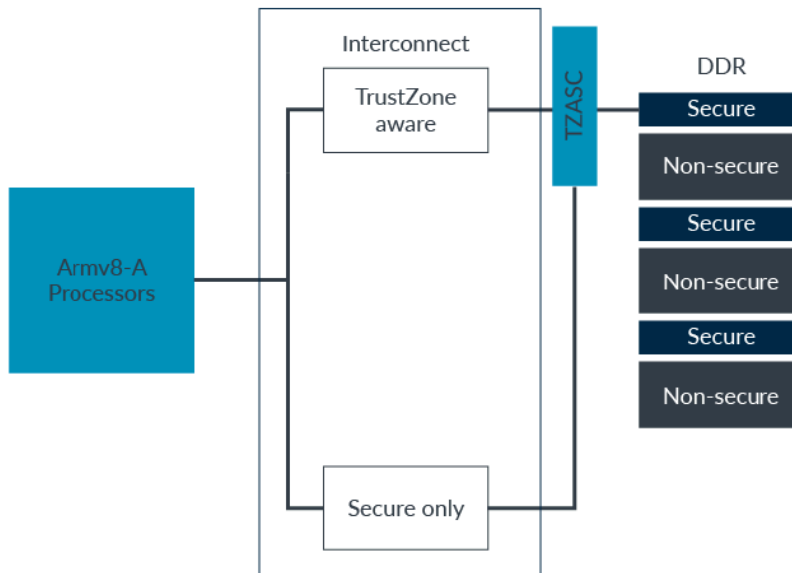 Interconnect
TrustZone
aware
TZASC
DDR
Secure
Non-secure
Secure
Non-secure
Secure
Non-secure
Armv8-A
Processors
Secure only